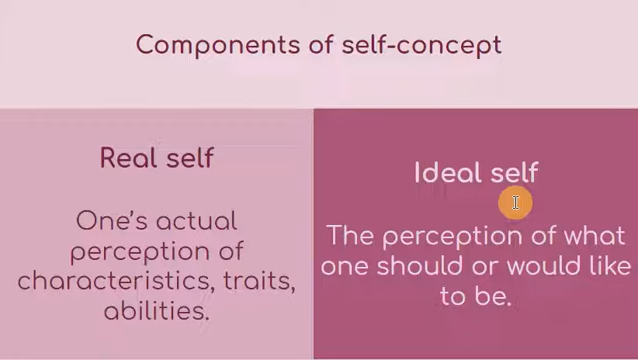 Components of self-concept
Real self
One's actual
perception of
characteristics, traits,
abilities.
Ideal self
The perception of what
one should or would like
to be.